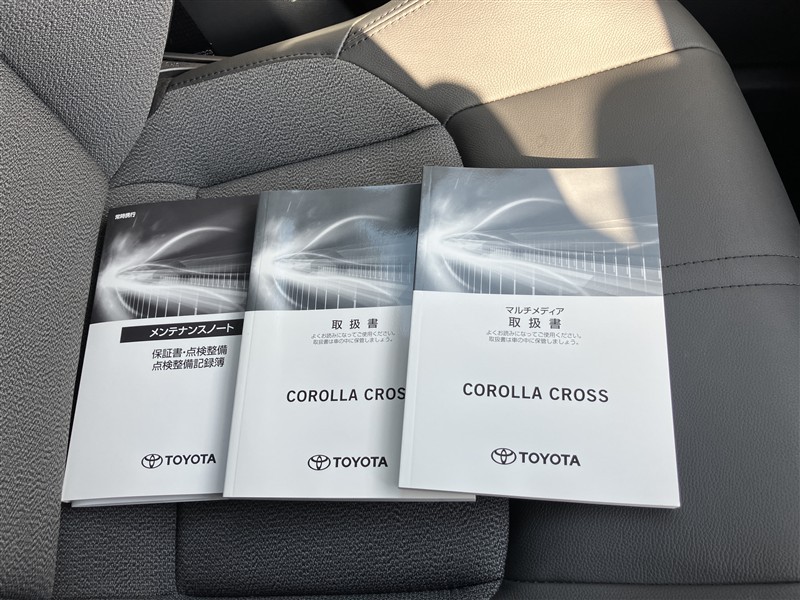 常時携行
メンテナンスノート
保証書・点検整備
点検整備記録簿
TOYOTA
取扱書
よくお読みになってご使用ください。
取扱書は車の中に保管しましょう。
COROLLA CROS
TOYOTA
マルチメディア
取扱書
よくお読みになってご使用ください。
取扱書は車の中に保管しましょう。
COROLLA CROSS
TOYOTA